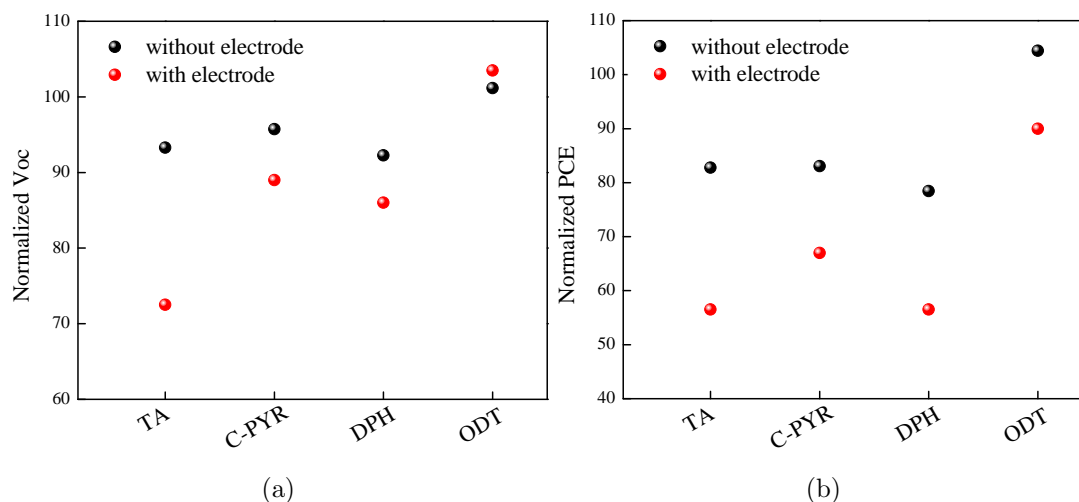 110
100
90
80
70
60
Normalized Voc
without electrode
with electrode
TA
C-PYR
DPH
ODT
(a)
110
100
90
80
70
60
50
40
Normalized PCE
without electrode
with electrode
TA
C-PYR
DPH
ODT
(b)